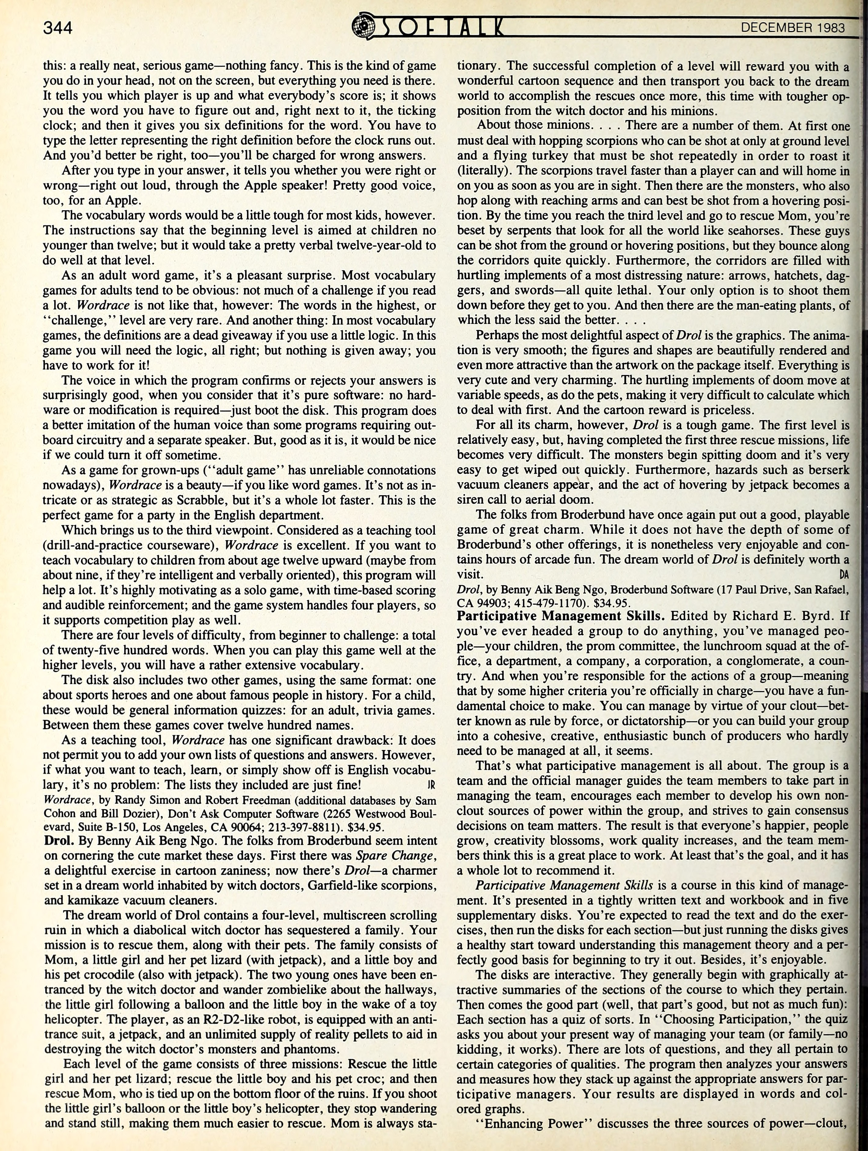 344
SOFTALK
DECEMBER 1983
this: a really neat, serious game—nothing fancy. This is the kind of game
you do in your head, not on the screen, but everything you need is there.
It tells you which player is up and what everybody's score is; it shows
you the word you have to figure out and, right next to it, the ticking
clock; and then it gives you six definitions for the word. You have to
type the letter representing the right definition before the clock runs out.
And you'd better be right, too—you'll be charged for wrong answers.
After you type in your answer, it tells you whether you were right or
wrong—right out loud, through the Apple speaker! Pretty good voice,
too, for an Apple.
The vocabulary words would be a little tough for most kids, however.
The instructions say that the beginning level is aimed at children no
younger than twelve; but it would take a pretty verbal twelve-year-old to
do well at that level.
As an adult word game, it's a pleasant surprise. Most vocabulary
games for adults tend to be obvious: not much of a challenge if you read
a lot. Wordrace is not like that, however: The words in the highest, or
"challenge," level are very rare. And another thing: In most vocabulary
games, the definitions are a dead giveaway if you use a little logic. In this
game you will need the logic, all right; but nothing is given away; you
have to work for it!
The voice in which the program confirms or rejects your answers is
surprisingly good, when you consider that it's pure software: no hard-
ware or modification is required—just boot the disk. This program does
a better imitation of the human voice than some programs requiring out-
board circuitry and a separate speaker. But, good as it is, it would be nice
if we could turn it off sometime.
As a game for grown-ups ("adult game" has unreliable connotations
nowadays), Wordrace is a beauty—if you like word games. It's not as in-
tricate or as strategic as Scrabble, but it's a whole lot faster. This is the
perfect game for a party in the English department.
Which brings us to the third viewpoint. Considered as a teaching tool
(drill-and-practice courseware), Wordrace is excellent. If you want to
teach vocabulary to children from about age twelve upward (maybe from
about nine, if they're intelligent and verbally oriented), this program will
help a lot. It's highly motivating as a solo game, with time-based scoring
and audible reinforcement; and the game system handles four players, so
it supports competition play as well.
There are four levels of difficulty, from beginner to challenge: a total
of twenty-five hundred words. When you can play this game well at the
higher levels, you will have a rather extensive vocabulary.
The disk also includes two other games, using the same format: one
about sports heroes and one about famous people in history. For a child,
these would be general information quizzes: for an adult, trivia games.
Between them these games cover twelve hundred names.
As a teaching tool, Wordrace has one significant drawback: It does
not permit you to add your own lists of questions and answers. However,
if what you want to teach, learn, or simply show off is English vocabu-
lary, it's no problem: The lists they included are just fine! JR
Wordrace, by Randy Simon and Robert Freedman (additional databases by Sam
Cohon and Bill Dozier), Don't Ask Computer Software (2265 Westwood Boul-
evard, Suite B-150, Los Angeles, CA 90064; 213-397-8811). $34.95.
Drol. By Benny Aik Beng Ngo. The folks from Broderbund seem intent
on cornering the cute market these days. First there was Spare Change,
a delightful exercise in cartoon zaniness; now there's Drol—a charmer
set in a dream world inhabited by witch doctors, Garfield-like scorpions,
and kamikaze vacuum cleaners.
The dream world of Drol contains a four-level, multiscreen scrolling
ruin in which a diabolical witch doctor has sequestered a family. Your
mission is to rescue them, along with their pets. The family consists of
Mom, a little girl and her pet lizard (with jetpack), and a little boy and
his pet crocodile (also with jetpack). The two young ones have been en-
tranced by the witch doctor and wander zombielike about the hallways,
the little girl following a balloon and the little boy in the wake of a toy
helicopter. The player, as an R2-D2-like robot, is equipped with an anti-
trance suit, a jetpack, and an unlimited supply of reality pellets to aid in
destroying the witch doctor's monsters and phantoms.
Each level of the game consists of three missions: Rescue the little
girl and her pet lizard; rescue the little boy and his pet croc; and then
rescue Mom, who is tied up on the bottom floor of the ruins. If you shoot
the little girl's balloon or the little boy's helicopter, they stop wandering
and stand still, making them much easier to rescue. Mom is always sta-
tionary. The successful completion of a level will reward you with a
wonderful cartoon sequence and then transport you back to the dream
world to accomplish the rescues once more, this time with tougher op-
position from the witch doctor and his minions.
About those minions. . . . There are a number of them. At first one
must deal with hopping scorpions who can be shot at only at ground level
and a flying turkey that must be shot repeatedly in order to roast it
(literally). The scorpions travel faster than a player can and will home in
on you as soon as you are in sight. Then there are the monsters, who also
hop along with reaching arms and can best be shot from a hovering posi-
tion. By the time you reach the third level and go to rescue Mom, you're
beset by serpents that look for all the world like seahorses. These guys
can be shot from the ground or hovering positions, but they bounce along
the corridors quite quickly. Furthermore, the corridors are filled with
hurtling implements of a most distressing nature: arrows, hatchets, dag-
gers, and swords—all quite lethal. Your only option is to shoot them
down before they get to you. And then there are the man-eating plants, of
which the less said the better. . . .
Perhaps the most delightful aspect of Drol is the graphics. The anima-
tion is very smooth; the figures and shapes are beautifully rendered and
even more attractive than the artwork on the package itself. Everything is
very cute and very charming. The hurtling implements of doom move at
variable speeds, as do the pets, making it very difficult to calculate which
to deal with first. And the cartoon reward is priceless.
For all its charm, however, Drol is a tough game. The first level is
relatively easy, but, having completed the first three rescue missions, life
becomes very difficult. The monsters begin spitting doom and it's very
easy to get wiped out quickly. Furthermore, hazards such as berserk
vacuum cleaners appear, and the act of hovering by jetpack becomes a
siren call to aerial doom.
The folks from Broderbund have once again put out a good, playable
game of great charm. While it does not have the depth of some of
Broderbund's other offerings, it is nonetheless very enjoyable and con-
tains hours of arcade fun. The dream world of Drol is definitely worth a
visit. DA
Drol, by Benny Aik Beng Ngo, Broderbund Software (17 Paul Drive, San Rafael,
CA 94903; 415-479-1170). $34.95.
Participative Management Skills. Edited by Richard E. Byrd. If
you've ever headed a group to do anything, you've managed peo-
ple—your children, the prom committee, the lunchroom squad at the of-
fice, a department, a company, a corporation, a conglomerate, a coun-
try. And when you're responsible for the actions of a group—meaning
that by some higher criteria you're officially in charge—you have a fun-
damental choice to make. You can manage by virtue of your clout—bet-
ter known as rule by force, or dictatorship—or you can build your group
into a cohesive, creative, enthusiastic bunch of producers who hardly
need to be managed at all, it seems.
That's what participative management is all about. The group is a
team and the official manager guides the team members to take part in
managing the team, encourages each member to develop his own non-
clout sources of power within the group, and strives to gain consensus
decisions on team matters. The result is that everyone's happier, people
grow, creativity blossoms, work quality increases, and the team mem-
bers think this is a great place to work. At least that's the goal, and it has
a whole lot to recommend it.
Participative Management Skills is a course in this kind of manage-
ment. It's presented in a tightly written text and workbook and in five
supplementary disks. You're expected to read the text and do the exer-
cises, then run the disks for each section—but just running the disks gives
a healthy start toward understanding this management theory and a per-
fectly good basis for beginning to try it out. Besides, it's enjoyable.
The disks are interactive. They generally begin with graphically at-
tractive summaries of the sections of the course to which they pertain.
Then comes the good part (well, that part's good, but not as much fun):
Each section has a quiz of sorts. In "Choosing Participation," the quiz
asks you about your present way of managing your team (or family—no
kidding, it works). There are lots of questions, and they all pertain to
certain categories of qualities. The program then analyzes your answers
and measures how they stack up against the appropriate answers for par-
ticipative managers. Your results are displayed in words and col-
ored graphs.
"Enhancing Power" discusses the three sources of power—clout,